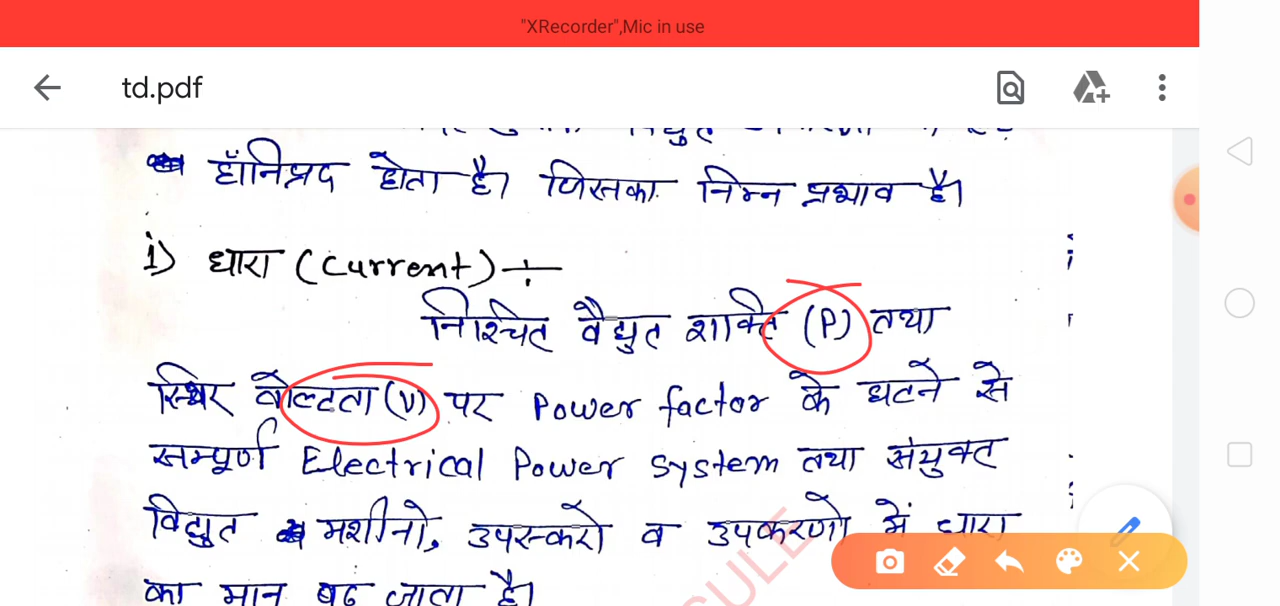 "XRecorder",Mic in use
td.pdf
हाँनिप्रद होता है। जिसका निम्न प्रभाव है।
i) धारा (Current) ÷
निश्चित वैद्युत शक्ति (P) तथा
स्थिर वोल्टता (V) पर Power factor के घटने से
सम्पूर्ण Electrical Power System तथा संयुक्त
विद्युत मशीनो, उपस्करो व उपकरणो में धारा
का मान बढ जाता है।